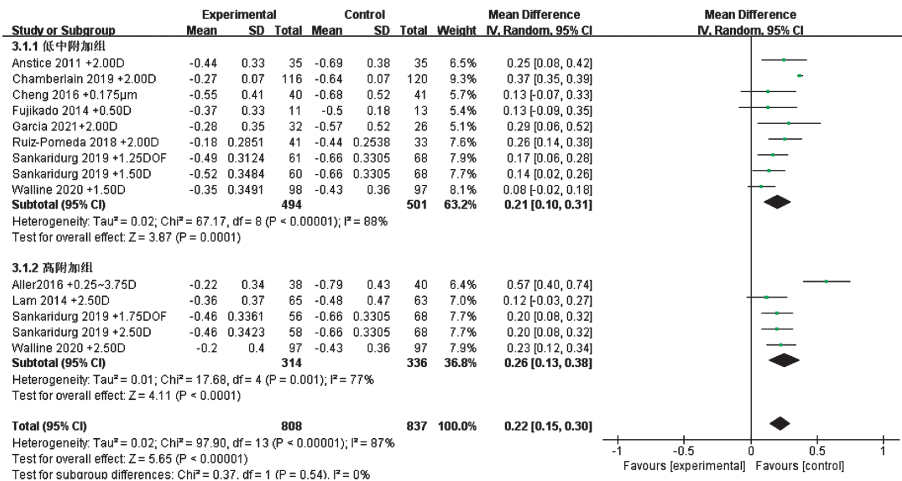 Experimental Control Mean Difference Mean Difference
Study or Subgroup Mean SD Total Mean SD Total Weight IV, Random, 95% CI IV, Random, 95% CI
3.1.1 低中附加组
Anstice 2011 +2.00D -0.44 0.33 35 -0.69 0.38 35 5.6% 0.25 [0.08, 0.42]
Chamberlain 2019 +2.00D -0.27 0.07 116 -0.64 0.07 120 9.9% 0.37 [0.35, 0.39]
Cheng 2016 +0.175μm -0.55 0.41 40 -0.68 0.52 41 4.8% 0.13 [-0.07, 0.33]
Fujikado 2014 +0.50D -0.37 0.33 11 -0.5 0.18 13 4.4% 0.13 [-0.09, 0.35]
Garcia 2021+2.00D -0.28 0.35 32 -0.57 0.52 26 4.1% 0.29 [0.06, 0.52]
Ruiz-Pomeda 2018 +2.00D -0.18 0.2851 41 -0.44 0.2538 33 7.3% 0.26 [0.14, 0.38]
Sankaridurg 2019 +1.25DOF -0.49 0.3124 61 -0.66 0.3305 68 7.7% 0.17 [0.06, 0.28]
Sankaridurg 2019 +1.50D -0.52 0.3484 60 -0.66 0.3305 68 7.4% 0.14 [0.02, 0.26]
Walline 2020 +1.50D -0.35 0.3491 98 -0.43 0.36 97 8.1% 0.08 [-0.02, 0.18]
Subtotal (95% CI) 494 501 63.2% 0.21 [0.10, 0.31]
Heterogeneity: Tau² = 0.02; Chi² = 67.17, df = 8 (P < 0.00001); I² = 88%
Test for overall effect: Z = 3.87 (P = 0.0001)
3.1.2 高附加组
Aller2016 +0.25~3.75D -0.22 0.34 38 -0.79 0.43 40 6.4% 0.57 [0.40, 0.74]
Lam 2014 +2.50D -0.36 0.37 65 -0.48 0.47 63 7.0% 0.12 [-0.03, 0.27]
Sankaridurg 2019 +1.75DOF -0.46 0.3361 56 -0.66 0.3305 68 7.5% 0.20 [0.08, 0.32]
Sankaridurg 2019 +2.50D -0.46 0.3423 58 -0.66 0.3305 68 7.4% 0.20 [0.08, 0.32]
Walline 2020 +2.50D -0.2 0.4 97 -0.43 0.36 97 7.8% 0.23 [0.12, 0.34]
Subtotal (95% CI) 314 336 36.8% 0.26 [0.13, 0.38]
Heterogeneity: Tau² = 0.01; Chi² = 17.68, df = 4 (P = 0.001); I² = 77%
Test for overall effect: Z = 4.11 (P < 0.0001)
Total (95% CI) 808 837 100.0% 0.22 [0.15, 0.30]
Heterogeneity: Tau² = 0.02; Chi² = 97.90, df = 13 (P < 0.00001); I² = 87%
Test for overall effect: Z = 5.65 (P < 0.00001)
Test for subgroup differences: Chi² = 0.37, df = 1 (P = 0.54), I² = 0%
-1 -0.5 0 0.5 1
Favours [experimental] Favours [control]